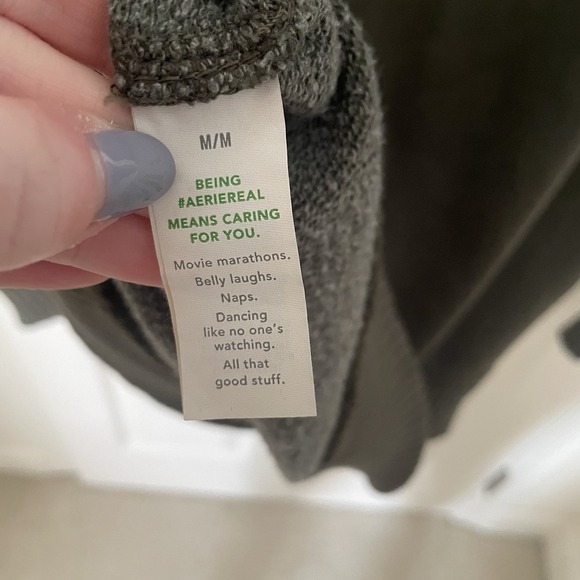 M/M
BEING
#AERIEREAL
MEANS CARING
FOR YOU.
Movie marathons.
Belly laughs.
Naps.
Dancing
like no one's
watching.
All that
good stuff.